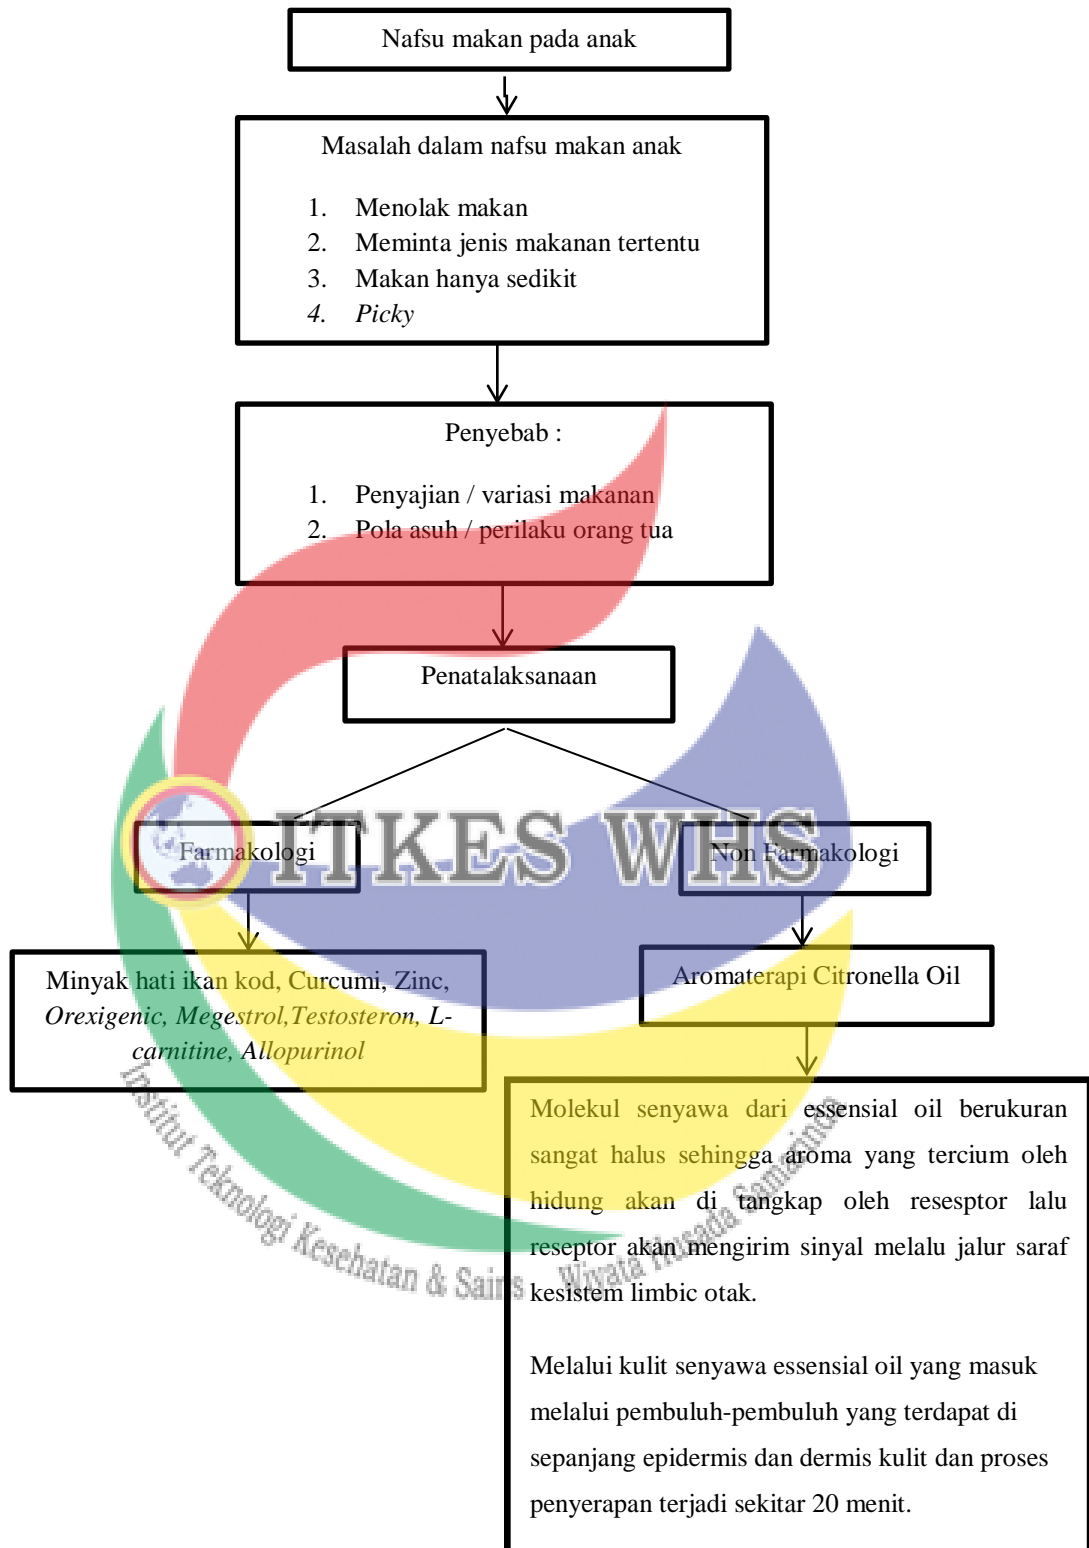 Nafsu makan pada anak
Masalah dalam nafsu makan anak
1. Menolak makan
2. Meminta jenis makanan tertentu
3. Makan hanya sedikit
4. Picky
Penyebab :
1. Penyajian / variasi makanan
2. Pola asuh / perilaku orang tua
Penatalaksanaan
ITKES WHS
Farmakologi
Non Farmakologi
Minyak hati ikan kod, Curcumi, Zinc,
Orexigenic, Megestrol,Testosteron, L-
carnitine, Allopurinol
Aromaterapi Citronella Oil
Molekul senyawa dari essensial oil berukuran
sangat halus sehingga aroma yang tercium oleh
hidung akan di tangkap oleh resesptor lalu
reseptor akan mengirim sinyal melalu jalur saraf
kesistem limbic otak.
Melalui kulit senyawa essensial oil yang masuk
melalui pembuluh-pembuluh yang terdapat di
sepanjang epidermis dan dermis kulit dan proses
penyerapan terjadi sekitar 20 menit.
Institut Teknologi Kesehatan & Sains Wiyata Husada Samarinda